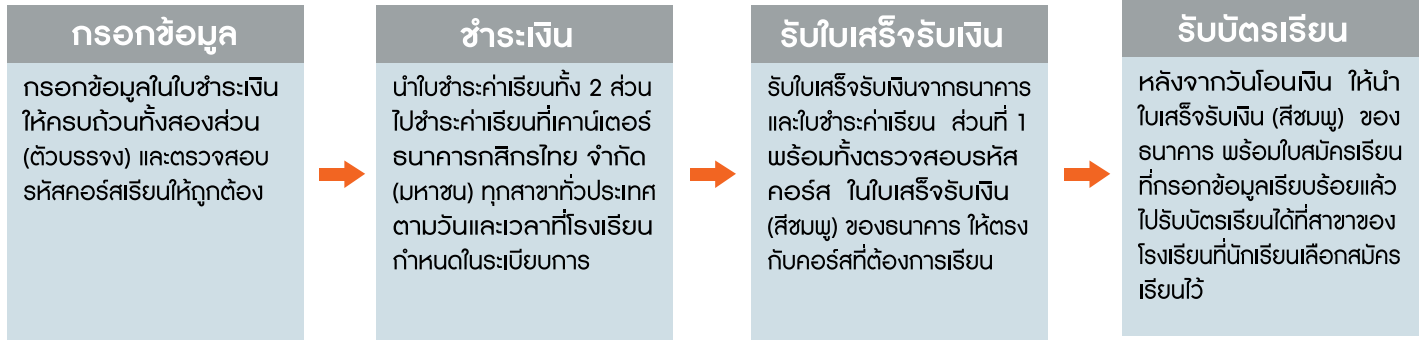 กรอกข้อมูล
กรอกข้อมูลในใบชำระเงิน
ให้ครบถ้วนทั้งสองส่วน
(ตัวบรรจง) และตรวจสอบ
รหัสคอร์สเรียนให้ถูกต้อง
ชำระเงิน
นำใบชำระค่าเรียนทั้ง 2 ส่วน
ไปชำระค่าเรียนที่เคาน์เตอร์
ธนาคารกสิกรไทย จำกัด
(มหาชน) ทุกสาขาทั่วประเทศ
ตามวันและเวลาที่โรงเรียน
กำหนดในระเบียบการ
รับใบเสร็จรับเงิน
รับใบเสร็จรับเงินจากธนาคาร
และใบชำระค่าเรียน ส่วนที่ 1
พร้อมทั้งตรวจสอบรหัส
คอร์ส ในใบเสร็จรับเงิน
(สีชมพู) ของธนาคาร ให้ตรง
กับคอร์สที่ต้องการเรียน
รับบัตรเรียน
หลังจากวันโอนเงิน ให้นำ
ใบเสร็จรับเงิน (สีชมพู) ของ
ธนาคาร พร้อมใบสมัครเรียน
ที่กรอกข้อมูลเรียบร้อยแล้ว
ไปรับบัตรเรียนได้ที่สาขาของ
โรงเรียนที่นักเรียนเลือกสมัคร
เรียนไว้